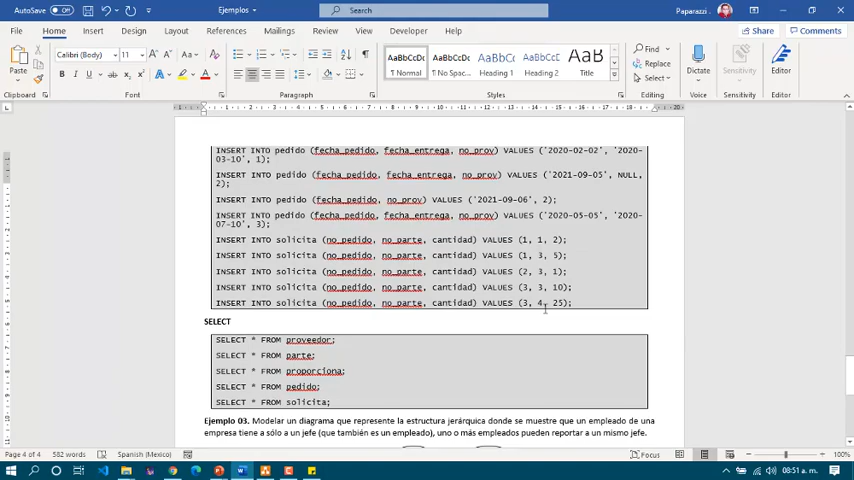 AutoSave Off Ejemplos Search Paparazzi .
File Home Insert Draw Design Layout References Mailings Review View Developer Help Share Comments
Calibri (Body) 11 A A Aa AaBbCcDc AaBbCcDc AaBbC AaBbCcD AaB Find
Paste B I U ab x₂ x² A A ¶ Normal ¶ No Spac... Heading 1 Heading 2 Title Replace Select Dictate Sensitivity Editor
Clipboard Font Paragraph Styles Editing Voice Sensitivity Editor
INSERT INTO pedido (fecha_pedido, fecha_entrega, no_prov) VALUES ('2020-02-02', '2020-
03-10', 1);
INSERT INTO pedido (fecha_pedido, fecha_entrega, no_prov) VALUES ('2021-09-05', NULL,
2);
INSERT INTO pedido (fecha_pedido, no_prov) VALUES ('2021-09-06', 2);
INSERT INTO pedido (fecha_pedido, fecha_entrega, no_prov) VALUES ('2020-05-05', '2020-
07-10', 3);
INSERT INTO solicita (no_pedido, no_parte, cantidad) VALUES (1, 1, 2);
INSERT INTO solicita (no_pedido, no_parte, cantidad) VALUES (1, 3, 5);
INSERT INTO solicita (no_pedido, no_parte, cantidad) VALUES (2, 3, 1);
INSERT INTO solicita (no_pedido, no_parte, cantidad) VALUES (3, 3, 10);
INSERT INTO solicita (no_pedido, no_parte, cantidad) VALUES (3, 4, 25);
SELECT
SELECT * FROM proveedor;
SELECT * FROM parte;
SELECT * FROM proporciona;
SELECT * FROM pedido;
SELECT * FROM solicita;
Ejemplo 03. Modelar un diagrama que represente la estructura jerárquica donde se muestre que un empleado de una
empresa tiene a sólo a un jefe (que también es un empleado), uno o más empleados pueden reportar a un mismo jefe.
Page 4 of 4 582 words Spanish (Mexico) Focus 100%
08:51 a. m.